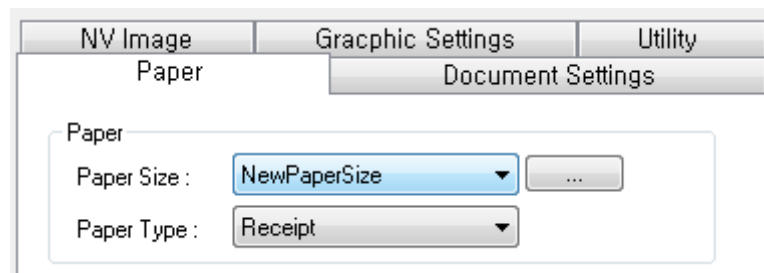 NV Image Gracphic Settings Utility
Paper Document Settings
Paper
Paper Size : NewPaperSize ...
Paper Type : Receipt